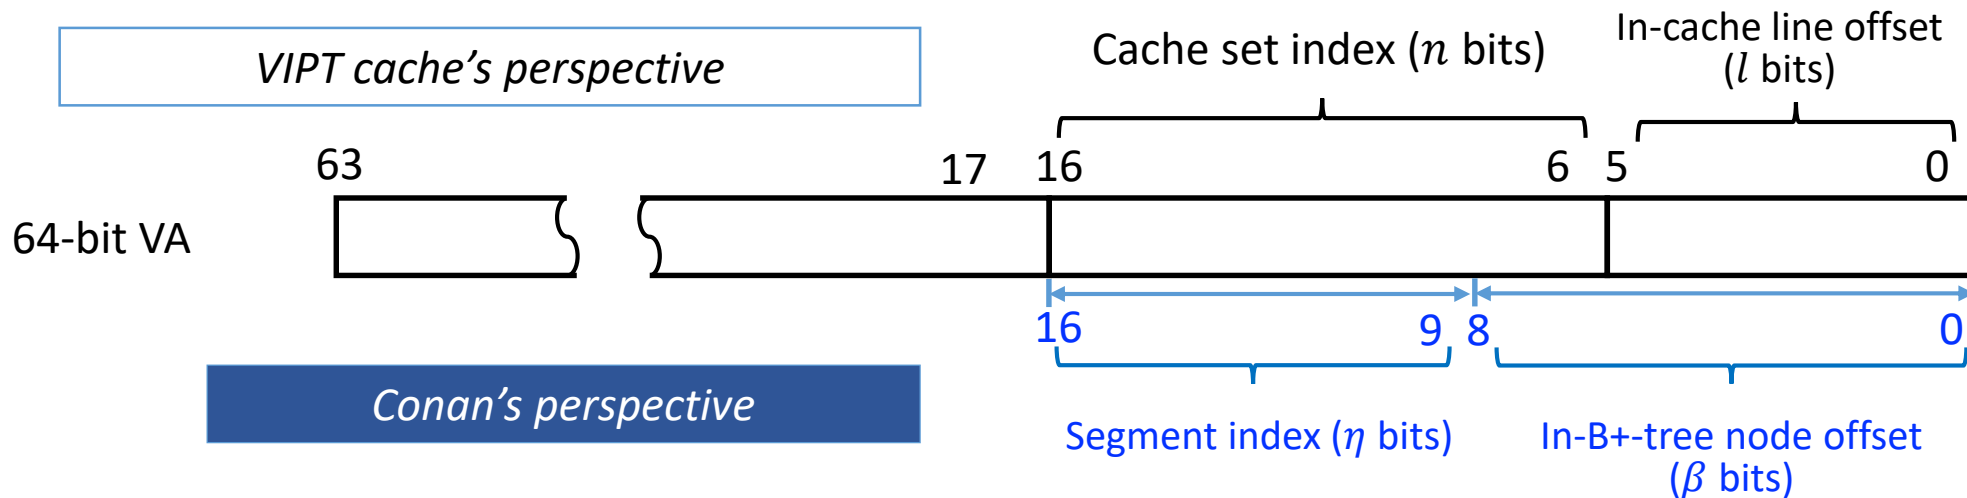 VIPT cache's perspective
Cache set index (n bits)
In-cache line offset
(l bits)
63
17
16
6
5
0
64-bit VA
16
9
8
0
Conan's perspective
Segment index (η bits)
In-B+-tree node offset
(β bits)